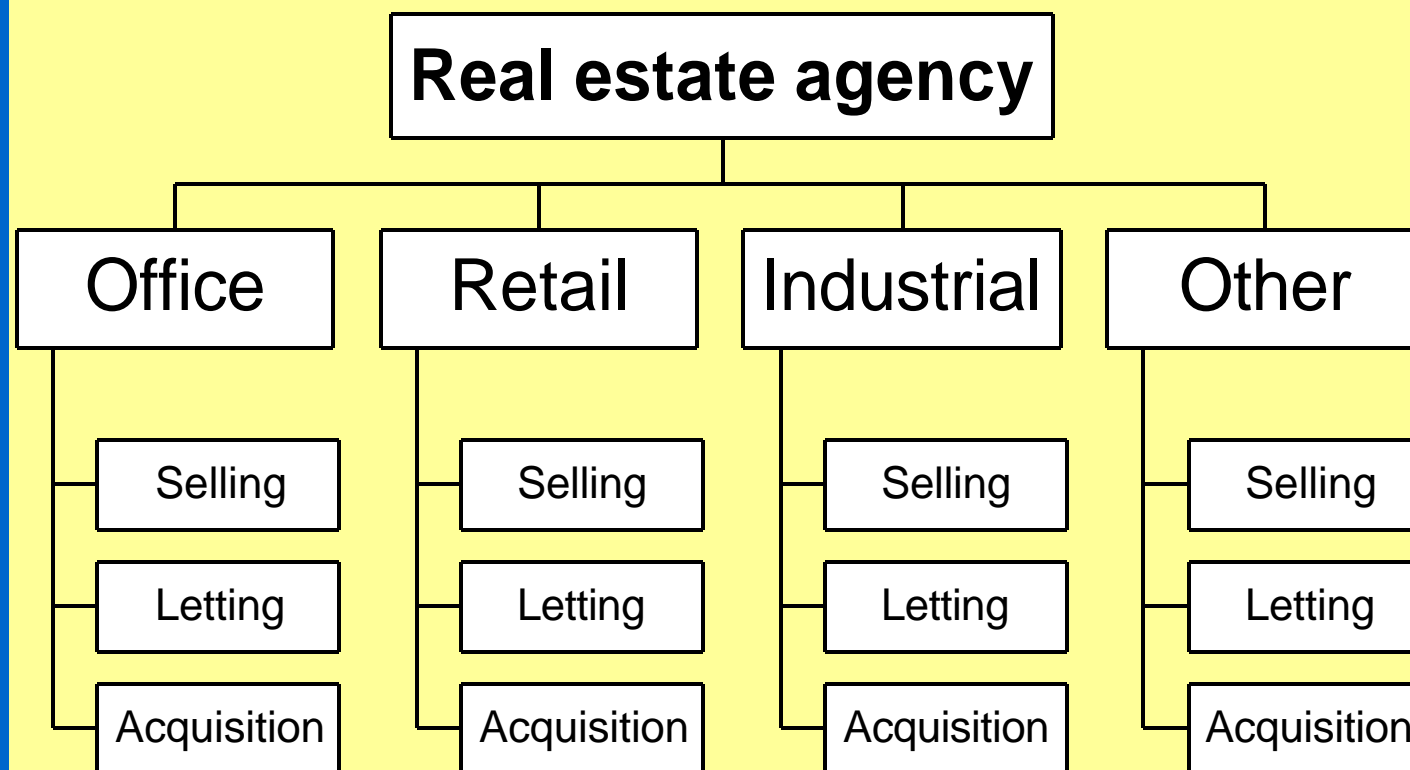 Real estate agency
Office Retail Industrial Other
Selling Selling Selling Selling
Letting Letting Letting Letting
Acquisition Acquisition Acquisition Acquisition